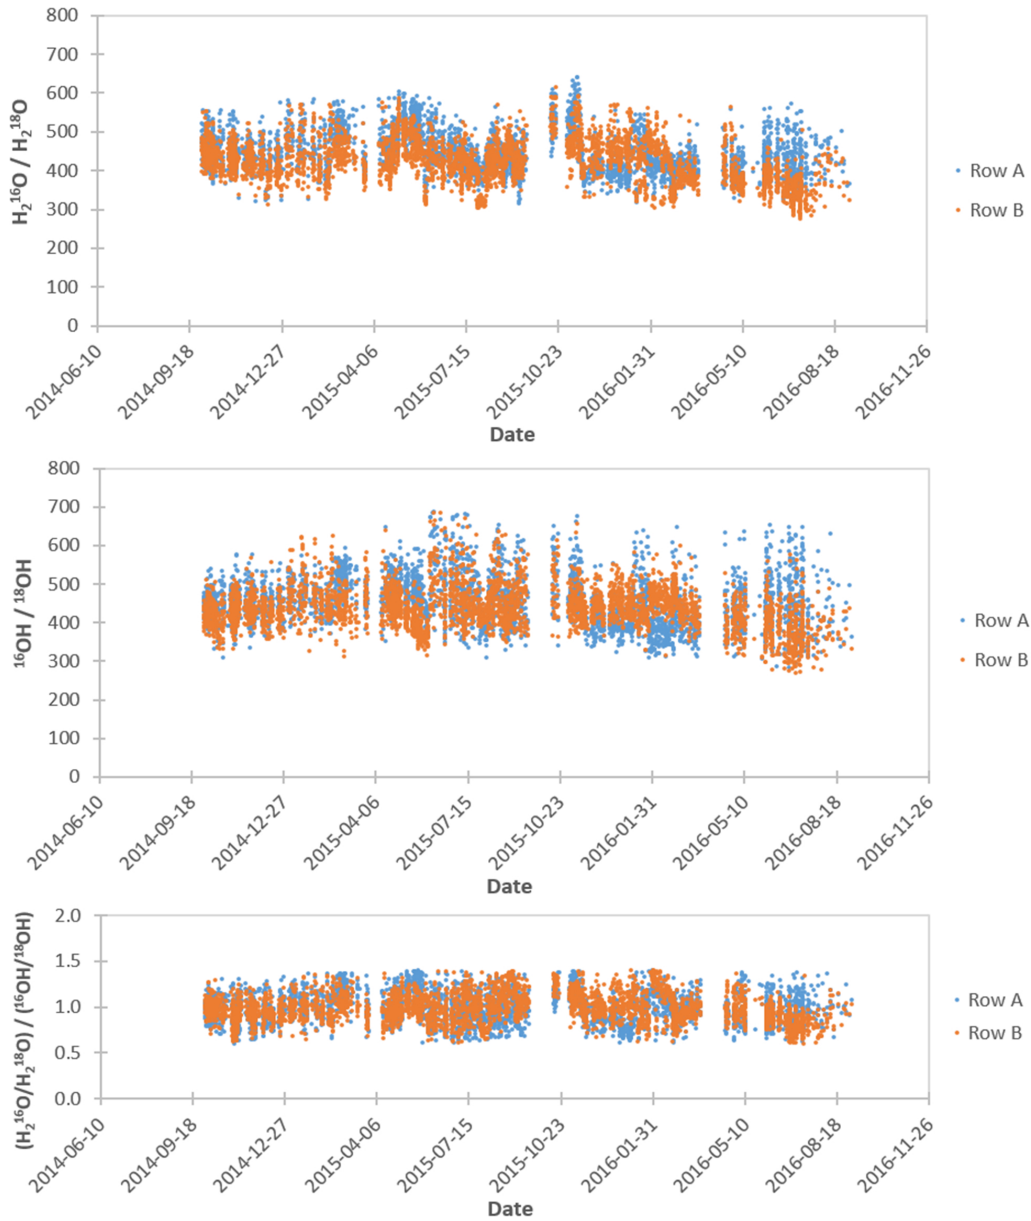 800
700
600
500
400
300
200
100
0
H₂¹⁶O / H₂¹⁸O
2014-06-10 2014-09-18 2014-12-27 2015-04-06 2015-07-15 2015-10-23 2016-01-31 2016-05-10 2016-08-18 2016-11-26
Date
Row A
Row B
800
700
600
500
400
300
200
100
0
¹⁶OH / ¹⁸OH
2014-06-10 2014-09-18 2014-12-27 2015-04-06 2015-07-15 2015-10-23 2016-01-31 2016-05-10 2016-08-18 2016-11-26
Date
Row A
Row B
2.0
1.5
1.0
0.5
0.0
(H₂¹⁶O/H₂¹⁸O) / (¹⁶OH/¹⁸OH)
2014-06-10 2014-09-18 2014-12-27 2015-04-06 2015-07-15 2015-10-23 2016-01-31 2016-05-10 2016-08-18 2016-11-26
Date
Row A
Row B